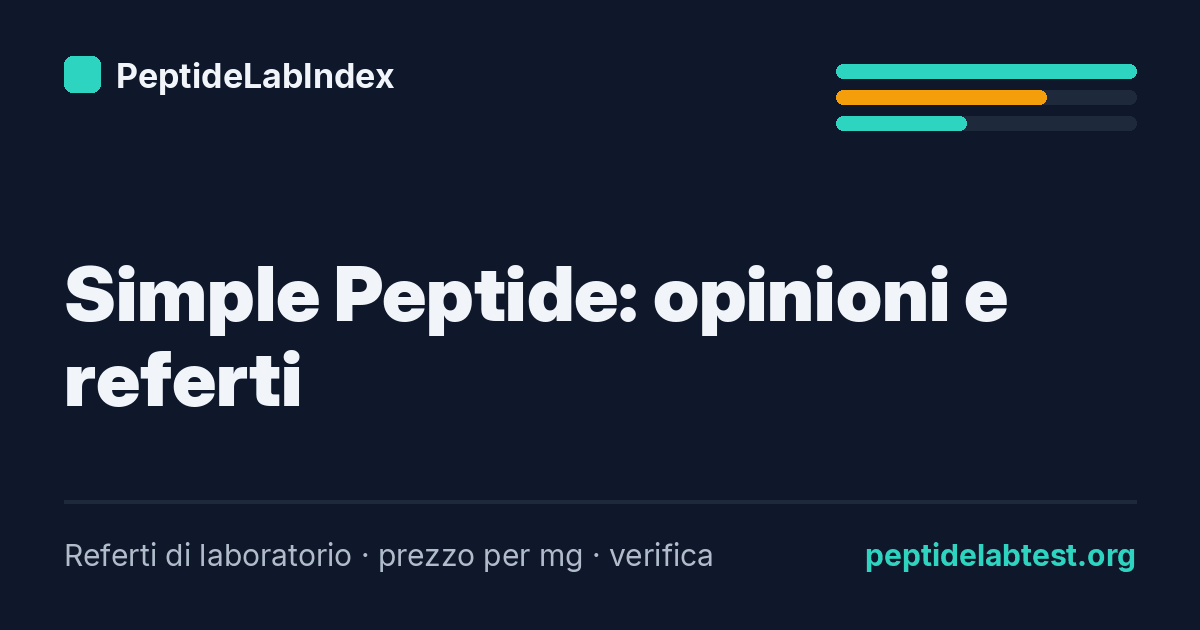 PeptideLabIndex
Simple Peptide: opinioni e
referti
Referti di laboratorio · prezzo per mg · verifica
peptidelabtest.org